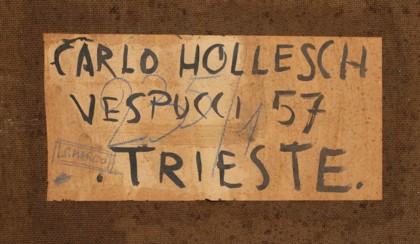 CARLO HOLLESCH
VESPUCCI 57
. TRIESTE.